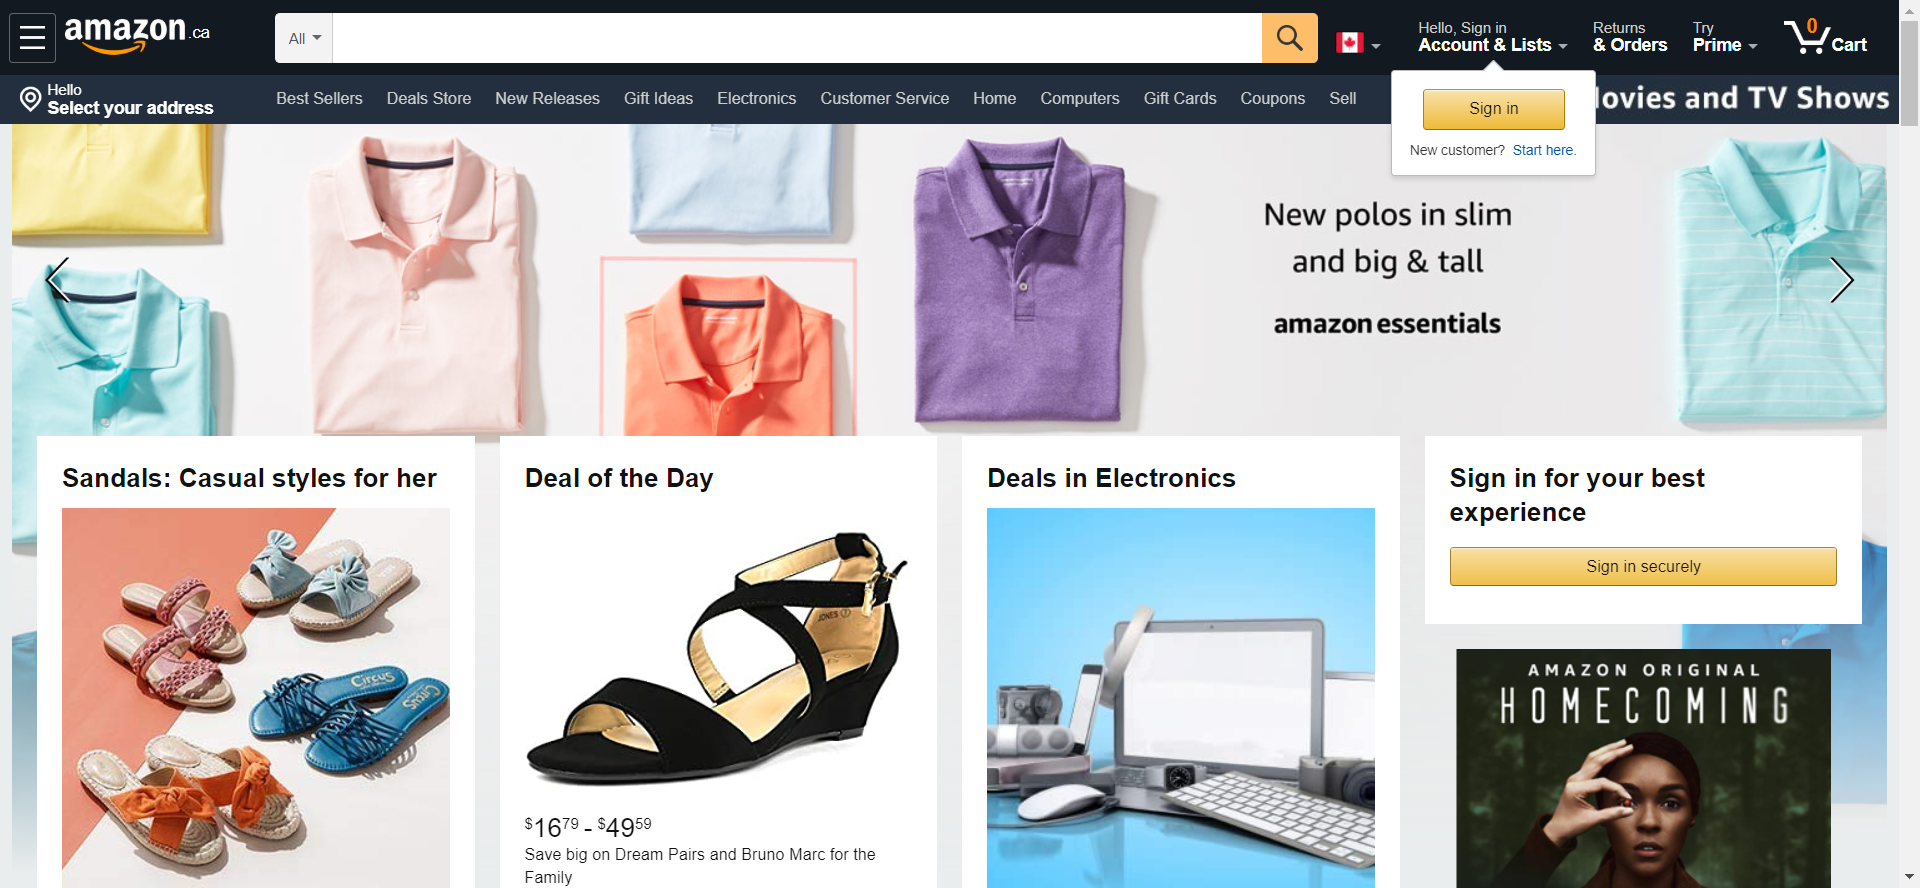 amazon.ca
All
Hello, Sign in
Account & Lists
Returns
& Orders
Try
Prime
0
Cart
Hello
Select your address
Best Sellers
Deals Store
New Releases
Gift Ideas
Electronics
Customer Service
Home
Computers
Gift Cards
Coupons
Sell
and TV Shows
Sign in
New customer? Start here.
New polos in slim
and big & tall
amazon essentials
Sandals: Casual styles for her
CIRCUS
CIRCUS
Deal of the Day
JONES
$16.79 - $49.59
Save big on Dream Pairs and Bruno Marc for the
Family
Deals in Electronics
Sign in for your best
experience
Sign in securely
AMAZON ORIGINAL
HOMECOMING